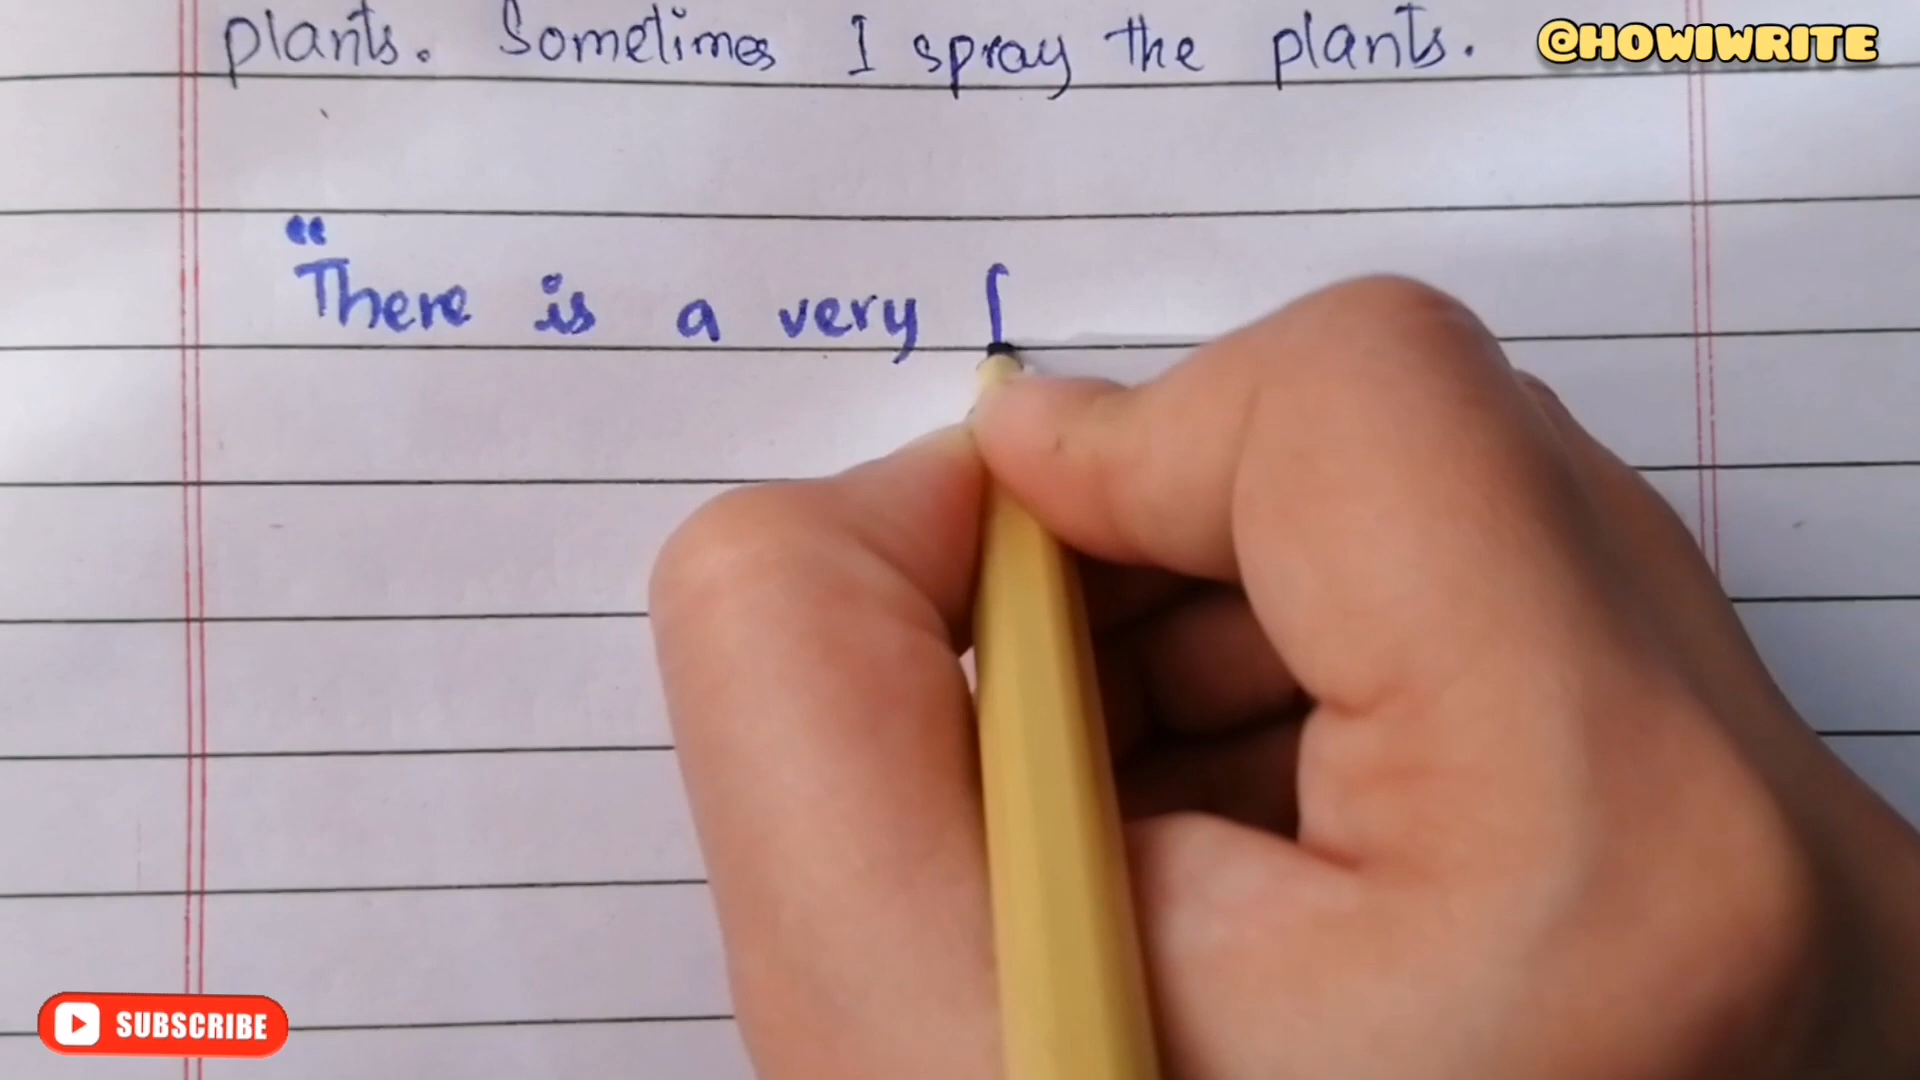 plants. Sometimes I spray the plants.
@HOWIWRITE
“There is a very
SUBSCRIBE